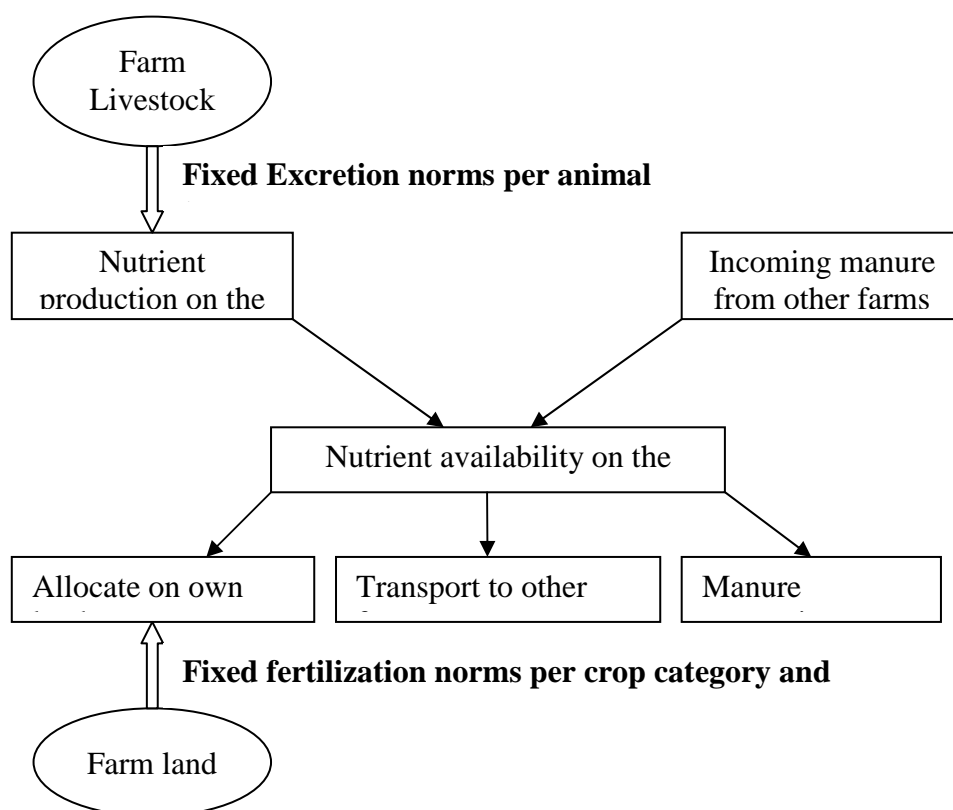 Farm
Livestock
Fixed Excretion norms per animal
Nutrient
production on the
Incoming manure
from other farms
Nutrient availability on the
Allocate on own
Transport to other
Manure
Fixed fertilization norms per crop category and
Farm land